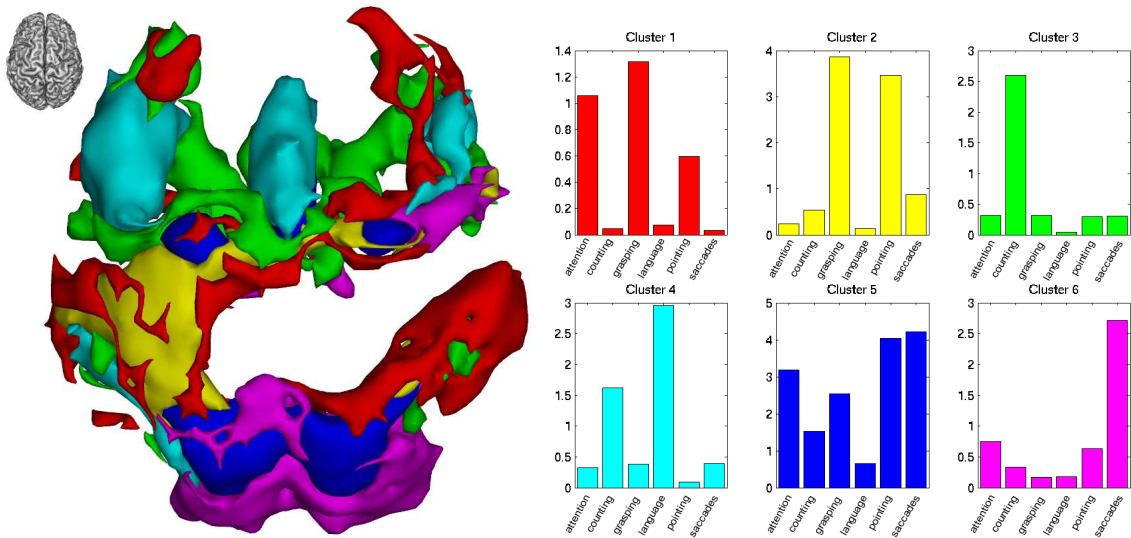 Cluster 1
1.4
1.2
1
0.8
0.6
0.4
0.2
0
attention
counting
grasping
language
pointing
saccades
Cluster 2
4
3
2
1
0
attention
counting
grasping
language
pointing
saccades
Cluster 3
3
2.5
2
1.5
1
0.5
0
attention
counting
grasping
language
pointing
saccades
Cluster 4
3
2.5
2
1.5
1
0.5
0
attention
counting
grasping
language
pointing
saccades
Cluster 5
5
4
3
2
1
0
attention
counting
grasping
language
pointing
saccades
Cluster 6
3
2.5
2
1.5
1
0.5
0
attention
counting
grasping
language
pointing
saccades